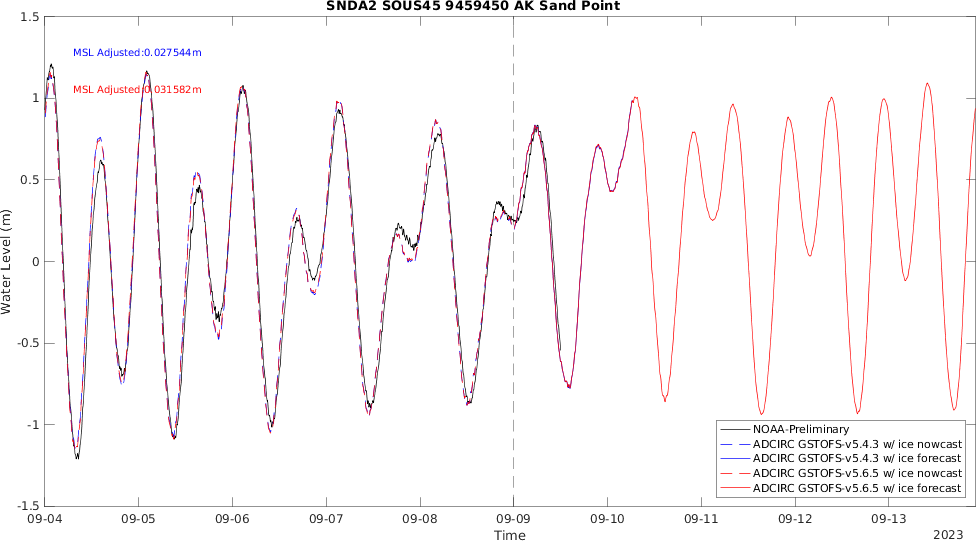 SNDA2 SOUS45 9459450 AK Sand Point
MSL Adjusted:0.027544m
MSL Adjusted:0.031582m
Water Level (m)
1.5
1
0.5
0
-0.5
-1
-1.5
NOAA-Preliminary
ADCIRC GSTOFS-v5.4.3 w/ ice nowcast
ADCIRC GSTOFS-v5.4.3 w/ ice forecast
ADCIRC GSTOFS-v5.6.5 w/ ice nowcast
ADCIRC GSTOFS-v5.6.5 w/ ice forecast
09-04 09-05 09-06 09-07 09-08 09-09 09-10 09-11 09-12 09-13
Time
2023